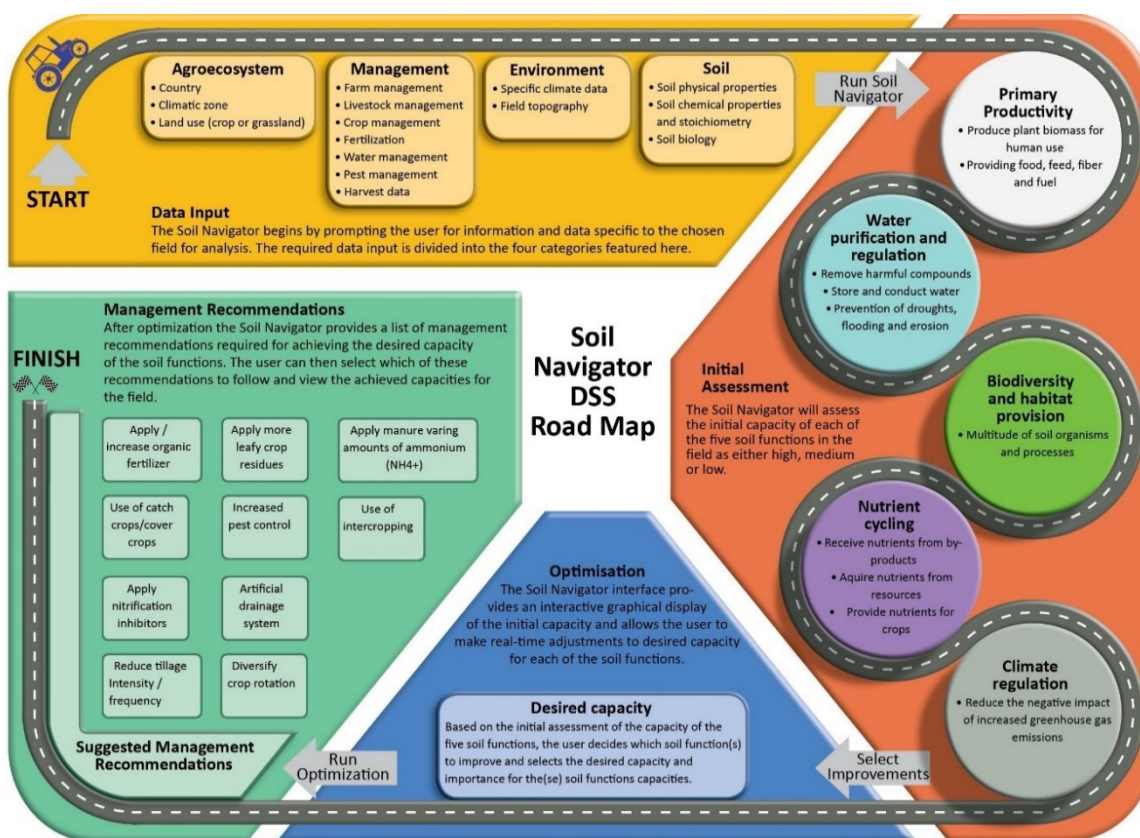 START
Agroecosystem
• Country
• Climatic zone
• Land use (crop or grassland)
Management
• Farm management
• Livestock management
• Crop management
• Fertilization
• Water management
• Pest management
• Harvest data
Environment
• Specific climate data
• Field topography
Soil
• Soil physical properties
• Soil chemical properties
and stoichiometry
• Soil biology
Data Input
The Soil Navigator begins by prompting the user for information and data specific to the chosen
field for analysis. The required data input is divided into the four categories featured here.
Run Soil
Navigator
Primary
Productivity
• Produce plant biomass for
human use
• Providing food, feed, fiber
and fuel
Water
purification and
regulation
• Remove harmful compounds
• Store and conduct water
• Prevention of droughts,
flooding and erosion
Biodiversity
and habitat
provision
• Multitude of soil organisms
and processes
Nutrient
cycling
• Receive nutrients from by-
products
• Aquire nutrients from
resources
• Provide nutrients for
crops
Climate
regulation
• Reduce the negative impact
of increased greenhouse gas
emissions
Initial
Assessment
The Soil Navigator will assess
the initial capacity of each of
the five soil functions in the
field as either high, medium
or low.
Soil
Navigator
DSS
Road Map
Select
Improvements
Optimisation
The Soil Navigator interface pro-
vides an interactive graphical display
of the initial capacity and allows the user to
make real-time adjustments to desired capacity
for each of the soil functions.
Desired capacity
Based on the initial assessment of the capacity of the
five soil functions, the user decides which soil function(s)
to improve and selects the desired capacity and
importance for the(se) soil functions capacities.
Run
Optimization
Management Recommendations
After optimization the Soil Navigator provides a list of management
recommendations required for achieving the desired capacity
of the soil functions. The user can then select which of these
recommendations to follow and view the achieved capacities for
the field.
FINISH
Apply /
increase organic
fertilizer
Apply more
leafy crop
residues
Apply manure varing
amounts of ammonium
(NH4+)
Use of catch
crops/cover
crops
Increased
pest control
Use of
intercropping
Apply
nitrification
inhibitors
Artificial
drainage
system
Reduce tillage
Intensity /
frequency
Diversify
crop rotation
Suggested Management
Recommendations